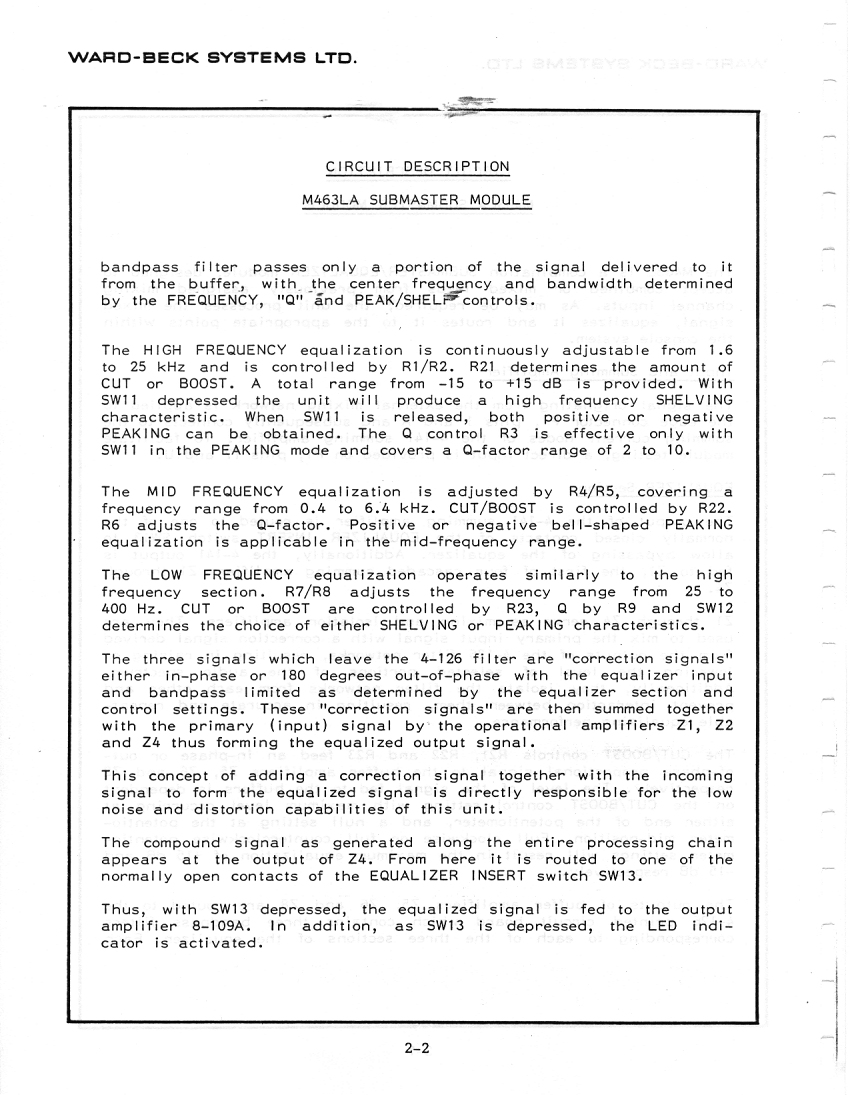 WARD-BECK SYSTEMS LTD.
CIRCUIT DESCRIPTION
M463LA SUBMASTER MODULE
bandpass filter passes only a portion of the signal delivered to it
from the buffer, with the center frequency and bandwidth determined
by the FREQUENCY, "Q" and PEAK/SHELF controls.
The HIGH FREQUENCY equalization is continuously adjustable from 1.6
to 25 kHz and is controlled by R1/R2. R21 determines the amount of
CUT or BOOST. A total range from -15 to +15 dB is provided. With
SW11 depressed the unit will produce a high frequency SHELVING
characteristic. When SW11 is released, both positive or negative
PEAKING can be obtained. The Q control R3 is effective only with
SW11 in the PEAKING mode and covers a Q-factor range of 2 to 10.
The MID FREQUENCY equalization is adjusted by R4/R5, covering a
frequency range from 0.4 to 6.4 kHz. CUT/BOOST is controlled by R22.
R6 adjusts the Q-factor. Positive or negative bell-shaped PEAKING
equalization is applicable in the mid-frequency range.
The LOW FREQUENCY equalization operates similarly to the high
frequency section. R7/R8 adjusts the frequency range from 25 to
400 Hz. CUT or BOOST are controlled by R23, Q by R9 and SW12
determines the choice of either SHELVING or PEAKING characteristics.
The three signals which leave the 4-126 filter are "correction signals"
either in-phase or 180 degrees out-of-phase with the equalizer input
and bandpass limited as determined by the equalizer section and
control settings. These "correction signals" are then summed together
with the primary (input) signal by the operational amplifiers Z1, Z2
and Z4 thus forming the equalized output signal.
This concept of adding a correction signal together with the incoming
signal to form the equalized signal is directly responsible for the low
noise and distortion capabilities of this unit.
The compound signal as generated along the entire processing chain
appears at the output of Z4. From here it is routed to one of the
normally open contacts of the EQUALIZER INSERT switch SW13.
Thus, with SW13 depressed, the equalized signal is fed to the output
amplifier 8-109A. In addition, as SW13 is depressed, the LED indi-
cator is activated.
2-2